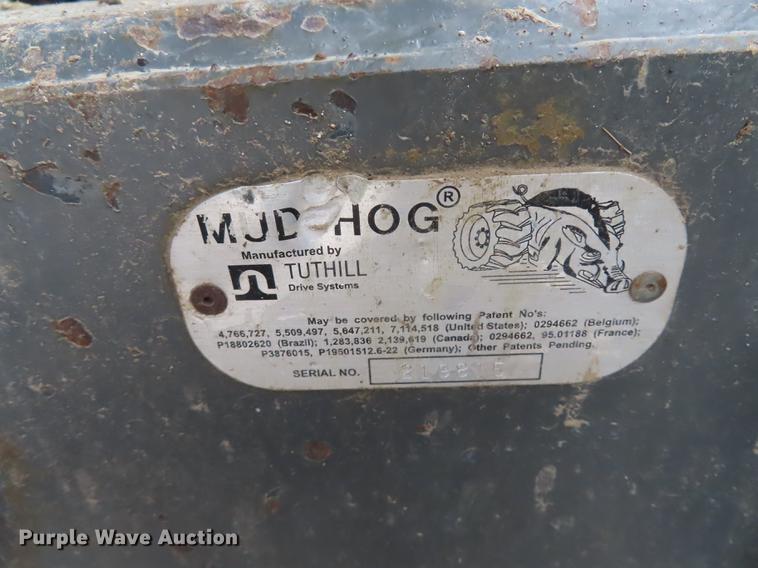 MUD HOG®
Manufactured by
TUTHILL
Drive Systems
May be covered by following Patent No's:
4,766,727, 5,509,497, 5,647,211, 7,114,518 (United States); 0294662 (Belgium);
P18802620 (Brazil); 1,283,836 2,139,619 (Canada); 0294662, 95.01188 (France);
P3876015, P19501512.6-22 (Germany); Other Patents Pending.
SERIAL NO.
Purple Wave Auction